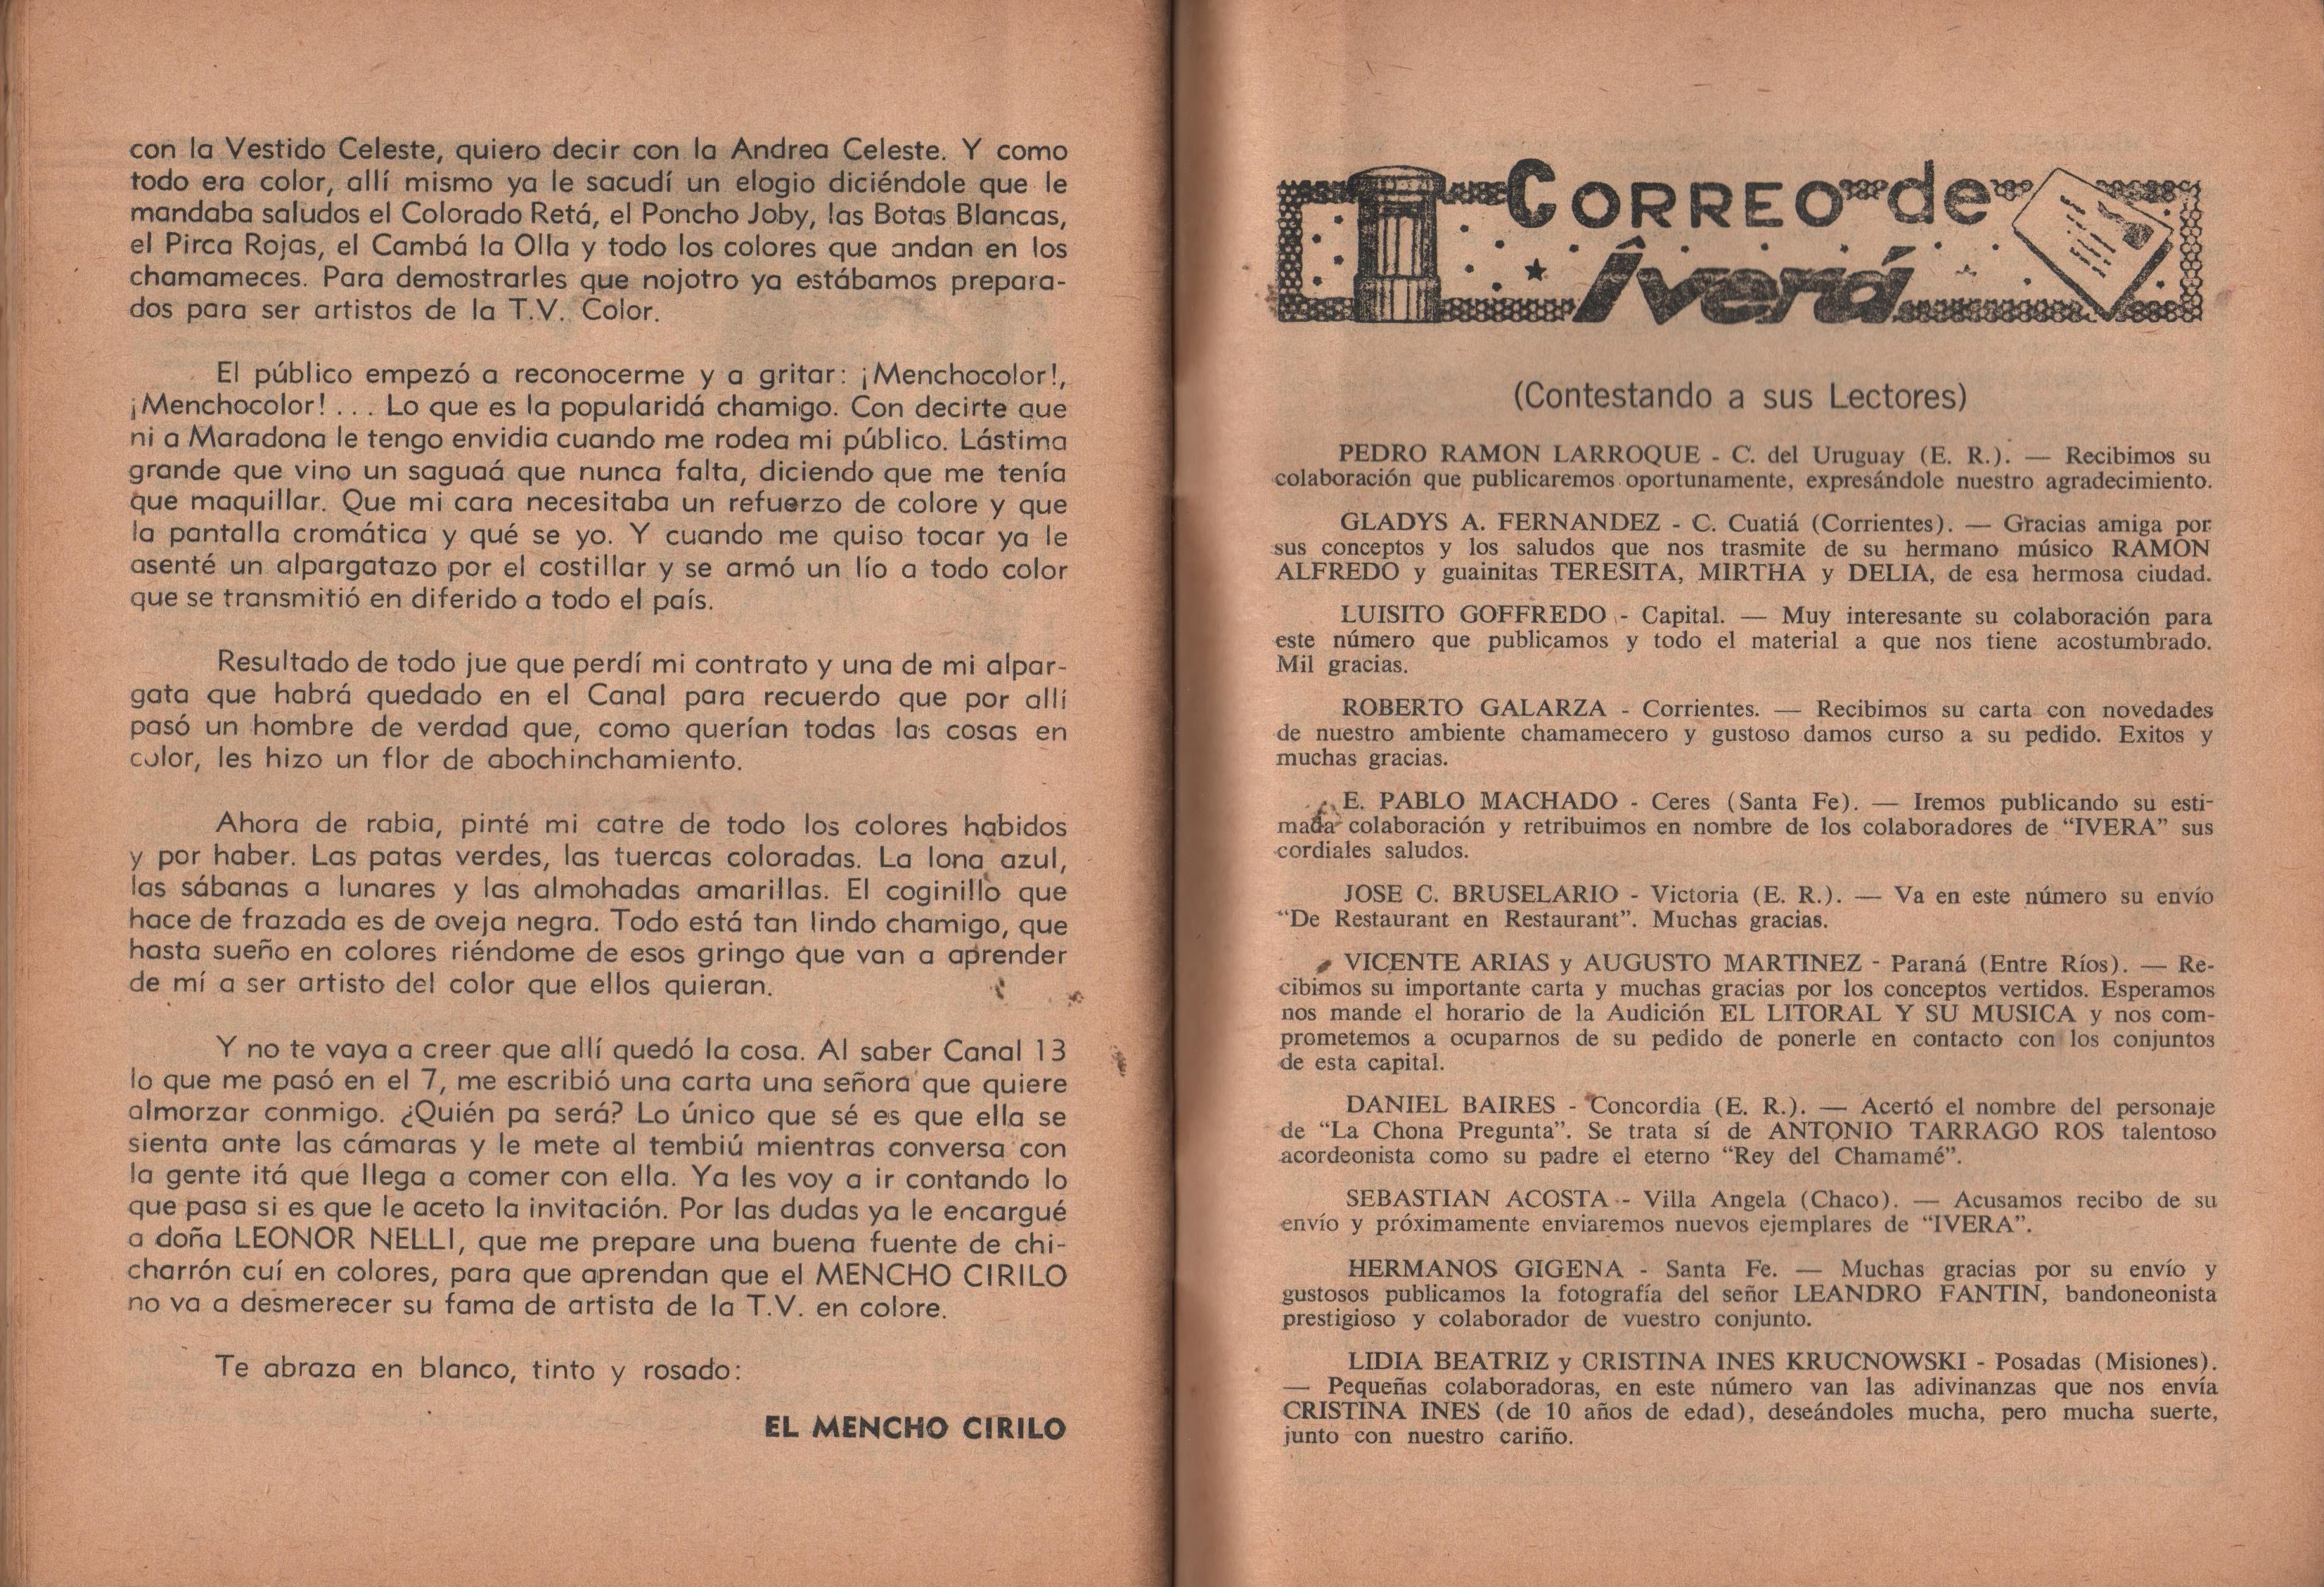 con la Vestido Celeste, quiero decir con la Andrea Celeste. Y como
todo era color, allí mismo ya le sacudí un elogio diciéndole que le
mandaba saludos el Colorado Retá, el Poncho Joby, las Botas Blancas,
el Pirca Rojas, el Cambá la Olla y todo los colores que andan en los
chamameces. Para demostrarles que nojotro ya estábamos prepara-
dos para ser artistos de la T.V. Color.
El público empezó a reconocerme y a gritar: ¡Menchocolor!,
¡Menchocolor! . . . Lo que es la popularidá chamigo. Con decirte que
ni a Maradona le tengo envidia cuando me rodea mi público. Lástima
grande que vino un saguaá que nunca falta, diciendo que me tenía
que maquillar. Que mi cara necesitaba un refuerzo de colore y que
la pantalla cromática y qué se yo. Y cuando me quiso tocar ya le
asenté un alpargatazo por el costillar y se armó un lío a todo color
que se transmitió en diferido a todo el país.
Resultado de todo jue que perdí mi contrato y una de mi alpar-
gata que habrá quedado en el Canal para recuerdo que por allí
pasó un hombre de verdad que, como querían todas las cosas en
color, les hizo un flor de abochinchamiento.
Ahora de rabia, pinté mi catre de todo los colores habidos
y por haber. Las patas verdes, las tuercas coloradas. La lona azul,
las sábanas a lunares y las almohadas amarillas. El coginillo que
hace de frazada es de oveja negra. Todo está tan lindo chamigo, que
hasta sueño en colores riéndome de esos gringo que van a aprender
de mí a ser artisto del color que ellos quieran.
Y no te vaya a creer que allí quedó la cosa. Al saber Canal 13
lo que me pasó en el 7, me escribió una carta una señora que quiere
almorzar conmigo. ¿Quién pa será? Lo único que sé es que ella se
sienta ante las cámaras y le mete al tembiú mientras conversa con
la gente itá que llega a comer con ella. Ya les voy a ir contando lo
que pasa si es que le aceto la invitación. Por las dudas ya le encargué
a doña LEONOR NELLI, que me prepare una buena fuente de chi-
charrón cuí en colores, para que aprendan que el MENCHO CIRILO
no va a desmerecer su fama de artista de la T.V. en colore.
Te abraza en blanco, tinto y rosado:
EL MENCHO CIRILO
CORREO de
Iverá
(Contestando a sus Lectores)
PEDRO RAMON LARROQUE - C. del Uruguay (E. R.). — Recibimos su
colaboración que publicaremos oportunamente, expresándole nuestro agradecimiento.
GLADYS A. FERNANDEZ - C. Cuatiá (Corrientes). — Gracias amiga por
sus conceptos y los saludos que nos trasmite de su hermano músico RAMON
ALFREDO y guainitas TERESITA, MIRTHA y DELIA, de esa hermosa ciudad.
LUISITO GOFFREDO - Capital. — Muy interesante su colaboración para
este número que publicamos y todo el material a que nos tiene acostumbrado.
Mil gracias.
ROBERTO GALARZA - Corrientes. — Recibimos su carta con novedades
de nuestro ambiente chamamecero y gustoso damos curso a su pedido. Exitos y
muchas gracias.
E. PABLO MACHADO - Ceres (Santa Fe). — Iremos publicando su esti-
mada colaboración y retribuimos en nombre de los colaboradores de "IVERA" sus
cordiales saludos.
JOSE C. BRUSELARIO - Victoria (E. R.). — Va en este número su envío
"De Restaurant en Restaurant". Muchas gracias.
VICENTE ARIAS y AUGUSTO MARTINEZ - Paraná (Entre Ríos). — Re-
cibimos su importante carta y muchas gracias por los conceptos vertidos. Esperamos
nos mande el horario de la Audición EL LITORAL Y SU MUSICA y nos com-
prometemos a ocuparnos de su pedido de ponerle en contacto con los conjuntos
de esta capital.
DANIEL BAIRES - Concordia (E. R.). — Acertó el nombre del personaje
de "La Chona Pregunta". Se trata sí de ANTONIO TARRAGO ROS talentoso
acordeonista como su padre el eterno "Rey del Chamamé".
SEBASTIAN ACOSTA - Villa Angela (Chaco). — Acusamos recibo de su
envío y próximamente enviaremos nuevos ejemplares de "IVERA".
HERMANOS GIGENA - Santa Fe. — Muchas gracias por su envío y
gustosos publicamos la fotografía del señor LEANDRO FANTIN, bandoneonista
prestigioso y colaborador de vuestro conjunto.
LIDIA BEATRIZ y CRISTINA INES KRUCNOWSKI - Posadas (Misiones).
— Pequeñas colaboradoras, en este número van las adivinanzas que nos envía
CRISTINA INES (de 10 años de edad), deseándoles mucha, pero mucha suerte,
junto con nuestro cariño.